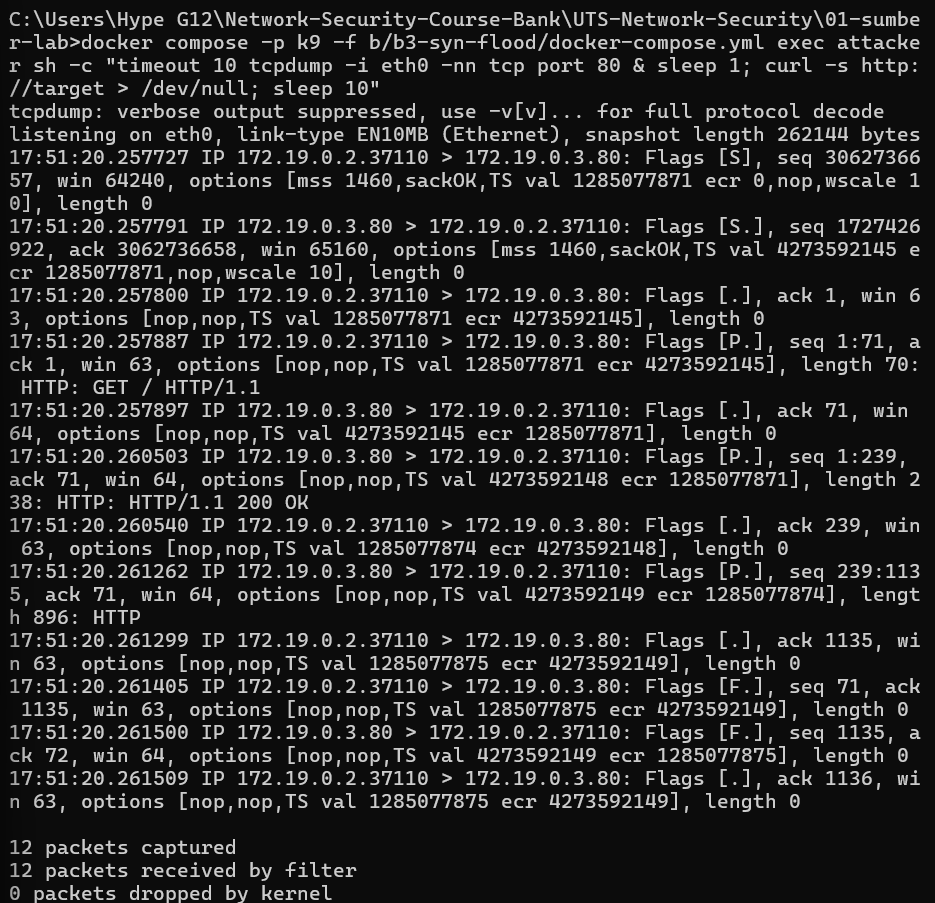 C:\Users\Hype G12\Network-Security-Course-Bank\UTS-Network-Security\01-sumbe
r-lab>docker compose -p k9 -f b/b3-syn-flood/docker-compose.yml exec attacke
r sh -c "timeout 10 tcpdump -i eth0 -nn tcp port 80 & sleep 1; curl -s http:
//target > /dev/null; sleep 10"
tcpdump: verbose output suppressed, use -v[v]... for full protocol decode
listening on eth0, link-type EN10MB (Ethernet), snapshot length 262144 bytes
17:51:20.257727 IP 172.19.0.2.37110 > 172.19.0.3.80: Flags [S], seq 30627366
57, win 64240, options [mss 1460,sackOK,TS val 1285077871 ecr 0,nop,wscale 1
0], length 0
17:51:20.257791 IP 172.19.0.3.80 > 172.19.0.2.37110: Flags [S.], seq 1727426
922, ack 3062736658, win 65160, options [mss 1460,sackOK,TS val 4273592145 e
cr 1285077871,nop,wscale 10], length 0
17:51:20.257800 IP 172.19.0.2.37110 > 172.19.0.3.80: Flags [.], ack 1, win 6
3, options [nop,nop,TS val 1285077871 ecr 4273592145], length 0
17:51:20.257887 IP 172.19.0.2.37110 > 172.19.0.3.80: Flags [P.], seq 1:71, a
ck 1, win 63, options [nop,nop,TS val 1285077871 ecr 4273592145], length 70:
 HTTP: GET / HTTP/1.1
17:51:20.257897 IP 172.19.0.3.80 > 172.19.0.2.37110: Flags [.], ack 71, win
64, options [nop,nop,TS val 4273592145 ecr 1285077871], length 0
17:51:20.260503 IP 172.19.0.3.80 > 172.19.0.2.37110: Flags [P.], seq 1:239,
ack 71, win 64, options [nop,nop,TS val 4273592148 ecr 1285077871], length 2
38: HTTP: HTTP/1.1 200 OK
17:51:20.260540 IP 172.19.0.2.37110 > 172.19.0.3.80: Flags [.], ack 239, win
 63, options [nop,nop,TS val 1285077874 ecr 4273592148], length 0
17:51:20.261262 IP 172.19.0.3.80 > 172.19.0.2.37110: Flags [P.], seq 239:113
5, ack 71, win 64, options [nop,nop,TS val 4273592149 ecr 1285077874], lengt
h 896: HTTP
17:51:20.261299 IP 172.19.0.2.37110 > 172.19.0.3.80: Flags [.], ack 1135, wi
n 63, options [nop,nop,TS val 1285077875 ecr 4273592149], length 0
17:51:20.261405 IP 172.19.0.2.37110 > 172.19.0.3.80: Flags [F.], seq 71, ack
 1135, win 63, options [nop,nop,TS val 1285077875 ecr 4273592149], length 0
17:51:20.261500 IP 172.19.0.3.80 > 172.19.0.2.37110: Flags [F.], seq 1135, a
ck 72, win 64, options [nop,nop,TS val 4273592149 ecr 1285077875], length 0
17:51:20.261509 IP 172.19.0.2.37110 > 172.19.0.3.80: Flags [.], ack 1136, wi
n 63, options [nop,nop,TS val 1285077875 ecr 4273592149], length 0

12 packets captured
12 packets received by filter
0 packets dropped by kernel